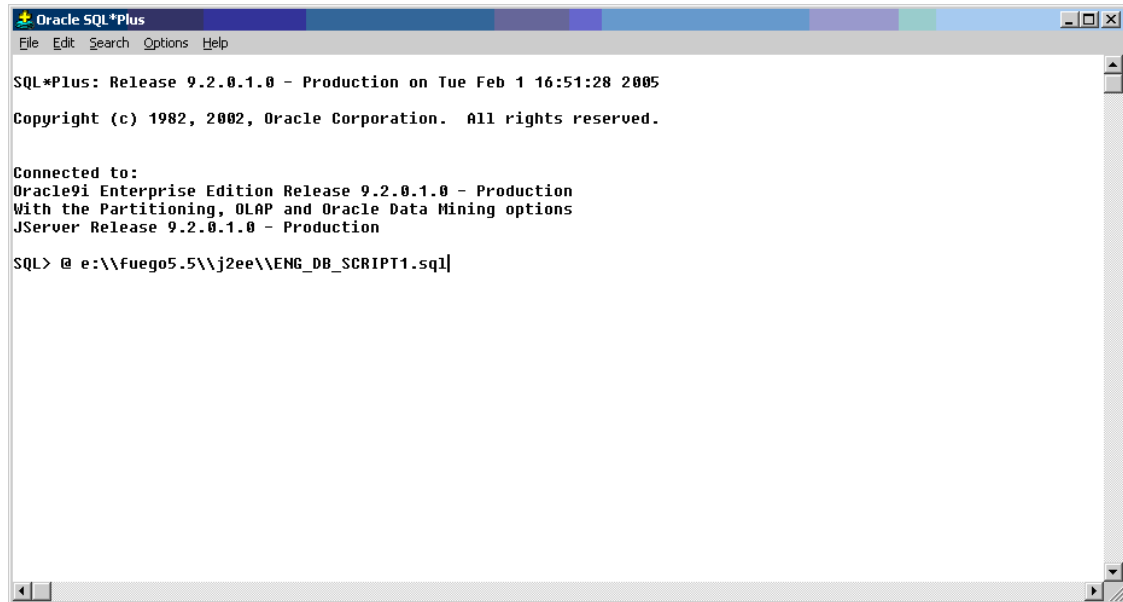 Oracle SQL*Plus
File Edit Search Options Help
SQL*Plus: Release 9.2.0.1.0 - Production on Tue Feb 1 16:51:28 2005
Copyright (c) 1982, 2002, Oracle Corporation.  All rights reserved.
Connected to:
Oracle9i Enterprise Edition Release 9.2.0.1.0 - Production
With the Partitioning, OLAP and Oracle Data Mining options
JServer Release 9.2.0.1.0 - Production
SQL> @ e:\\fuego5.5\\j2ee\\ENG_DB_SCRIPT1.sql